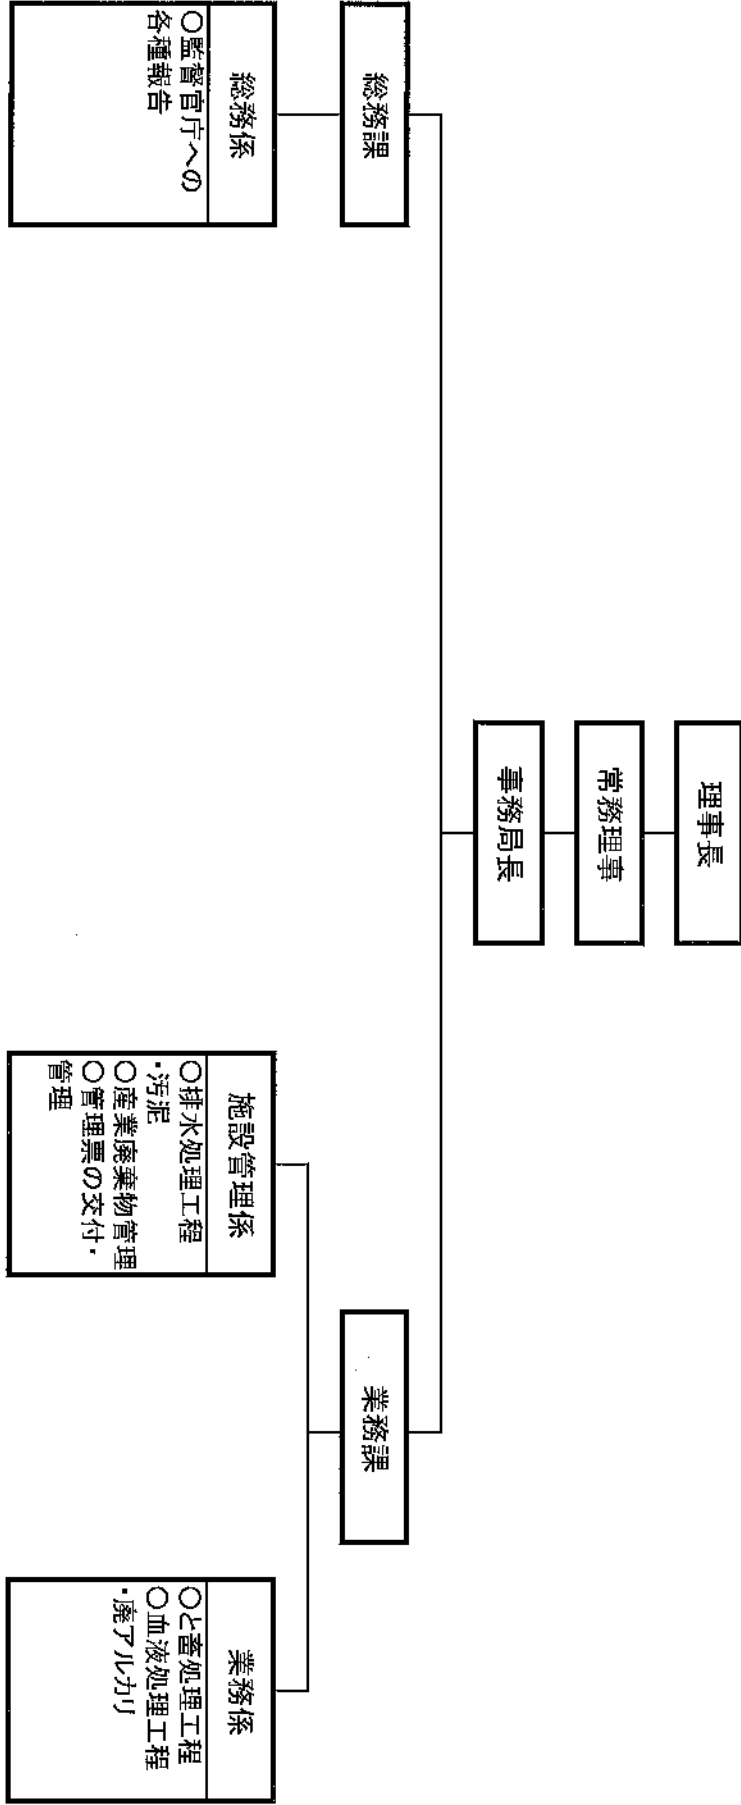 理事長
常務理事
事務局長
総務課
業務課
総務係
○監督官庁への
各種報告
施設管理係
○排水処理工程
・汚泥
○産業廃棄物管理
○管理票の交付・
管理
業務係
○と畜処理工程
○血液処理工程
・廃アルカリ